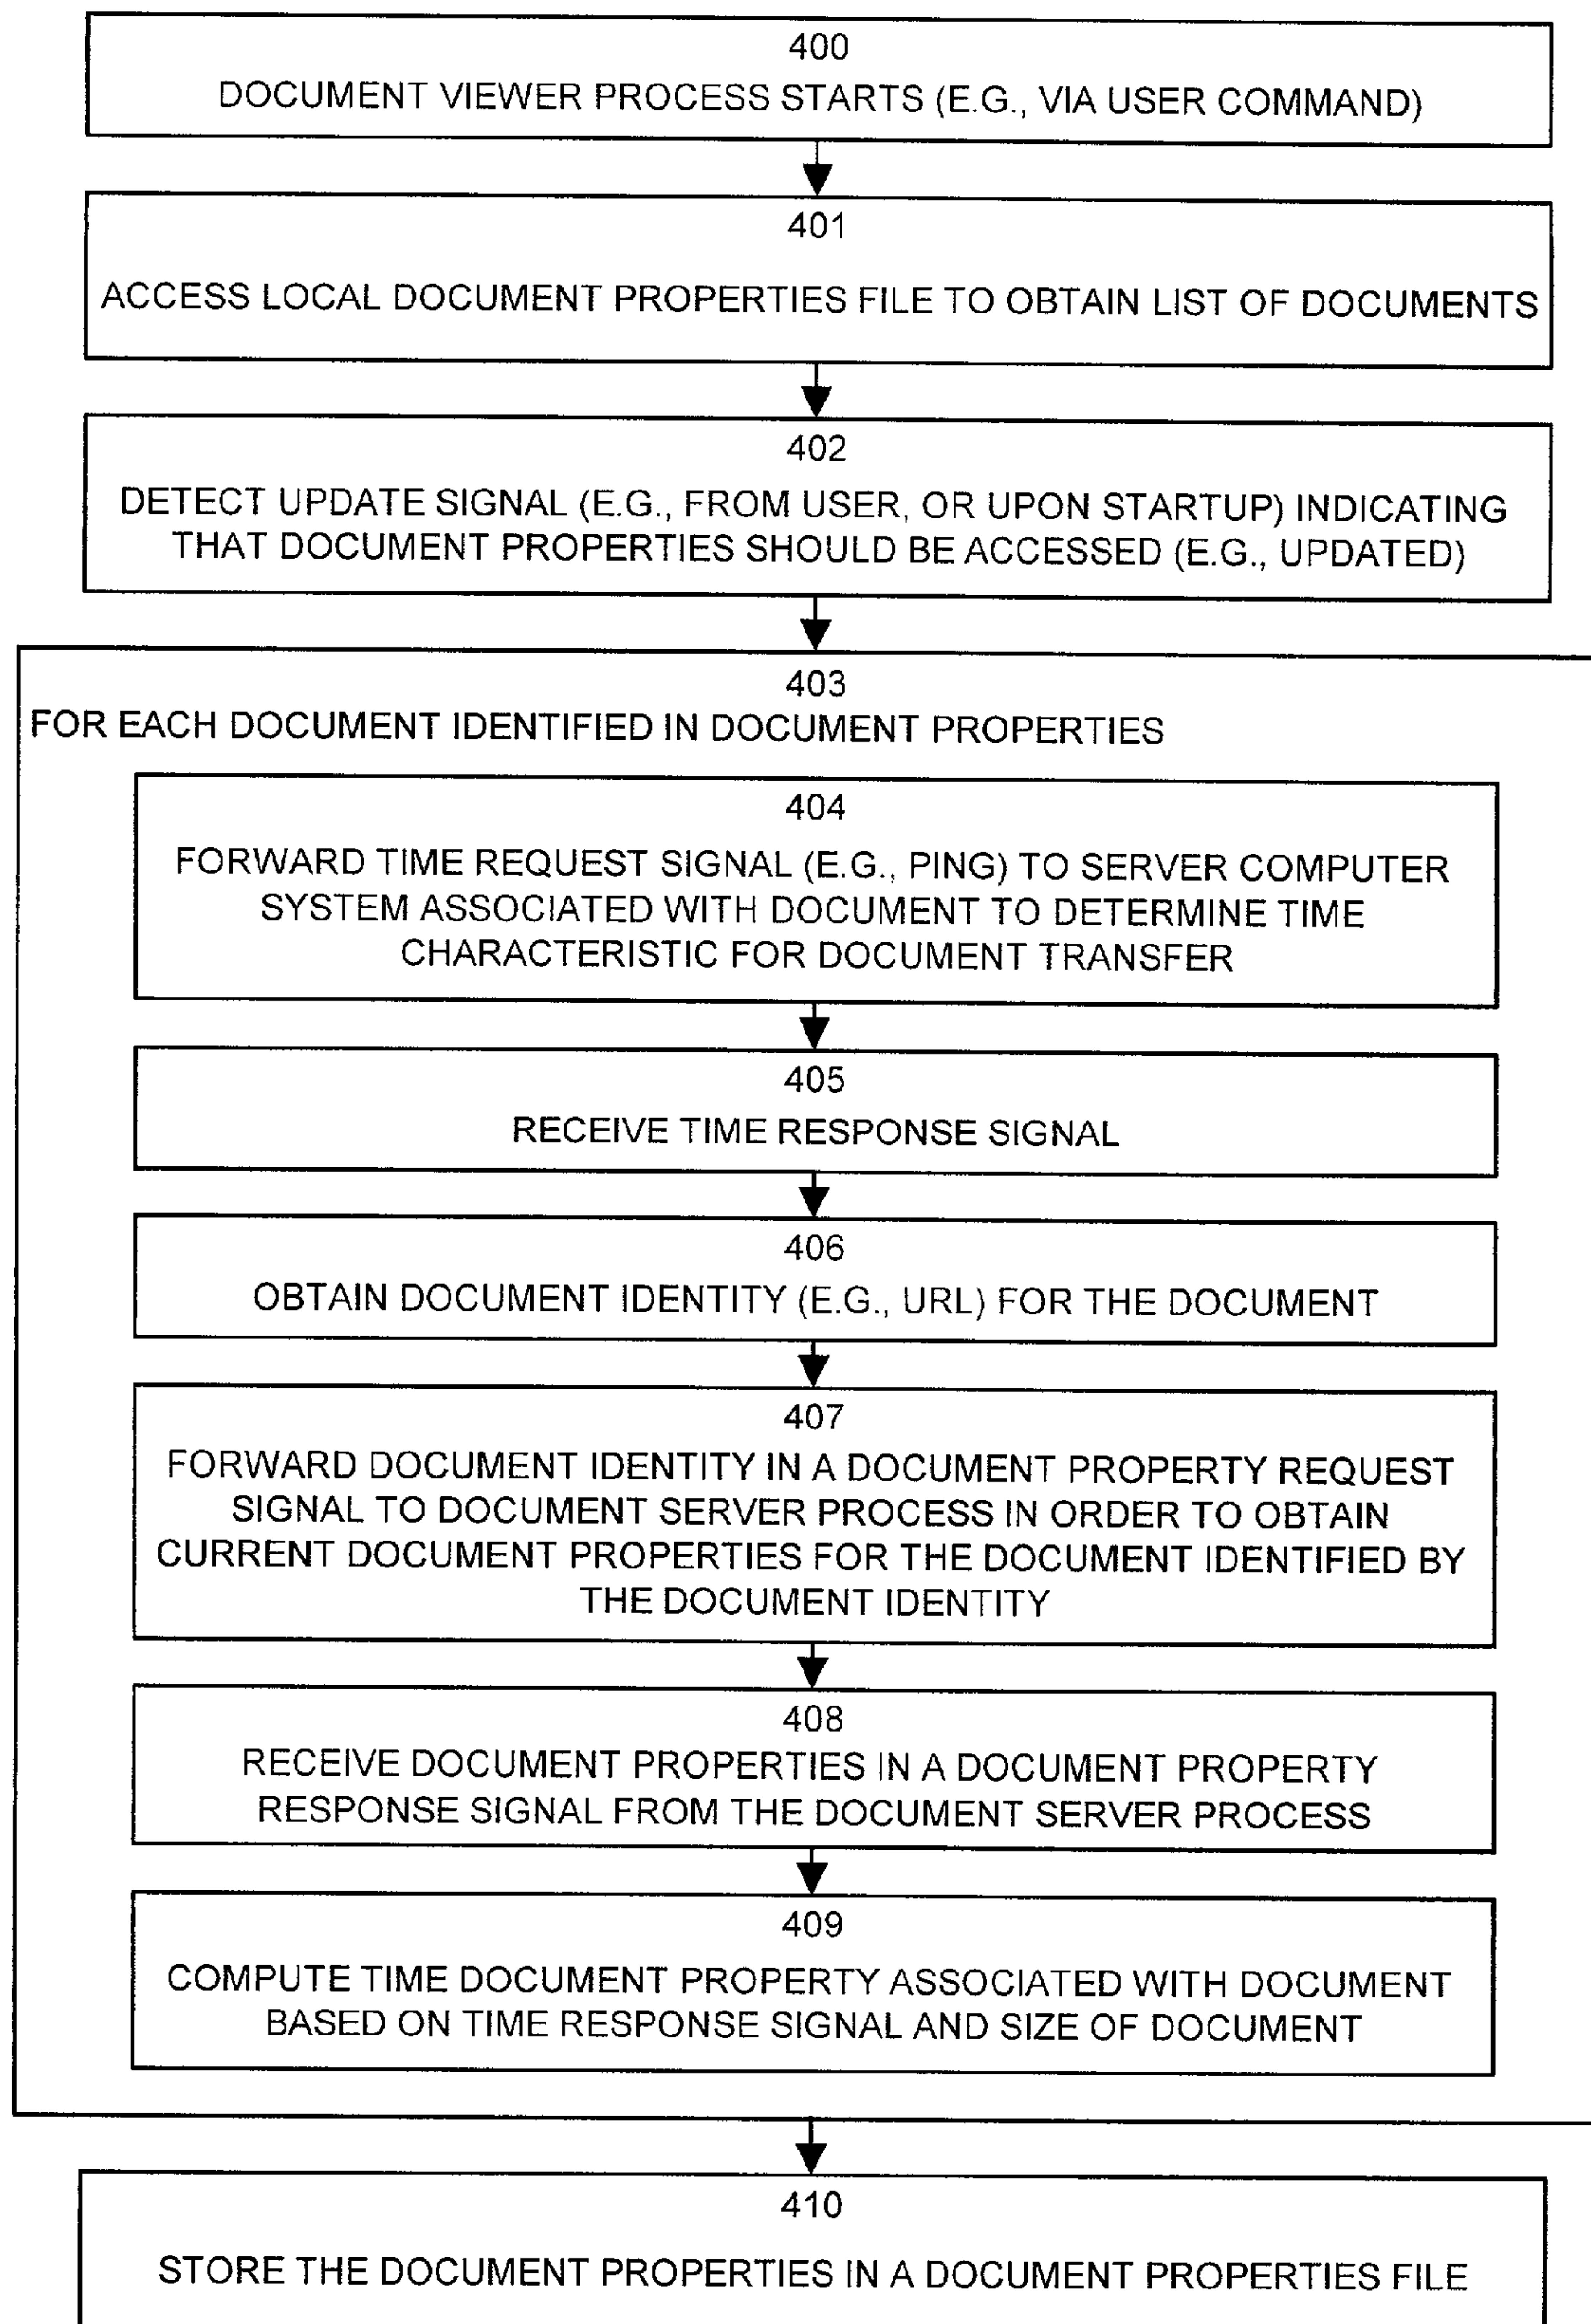 400
DOCUMENT VIEWER PROCESS STARTS (E.G., VIA USER COMMAND)
401
ACCESS LOCAL DOCUMENT PROPERTIES FILE TO OBTAIN LIST OF DOCUMENTS
402
DETECT UPDATE SIGNAL (E.G., FROM USER, OR UPON STARTUP) INDICATING
THAT DOCUMENT PROPERTIES SHOULD BE ACCESSED (E.G., UPDATED)
403
FOR EACH DOCUMENT IDENTIFIED IN DOCUMENT PROPERTIES
404
FORWARD TIME REQUEST SIGNAL (E.G., PING) TO SERVER COMPUTER
SYSTEM ASSOCIATED WITH DOCUMENT TO DETERMINE TIME
CHARACTERISTIC FOR DOCUMENT TRANSFER
405
RECEIVE TIME RESPONSE SIGNAL
406
OBTAIN DOCUMENT IDENTITY (E.G., URL) FOR THE DOCUMENT
407
FORWARD DOCUMENT IDENTITY IN A DOCUMENT PROPERTY REQUEST
SIGNAL TO DOCUMENT SERVER PROCESS IN ORDER TO OBTAIN
CURRENT DOCUMENT PROPERTIES FOR THE DOCUMENT IDENTIFIED BY
THE DOCUMENT IDENTITY
408
RECEIVE DOCUMENT PROPERTIES IN A DOCUMENT PROPERTY
RESPONSE SIGNAL FROM THE DOCUMENT SERVER PROCESS
409
COMPUTE TIME DOCUMENT PROPERTY ASSOCIATED WITH DOCUMENT
BASED ON TIME RESPONSE SIGNAL AND SIZE OF DOCUMENT
410
STORE THE DOCUMENT PROPERTIES IN A DOCUMENT PROPERTIES FILE